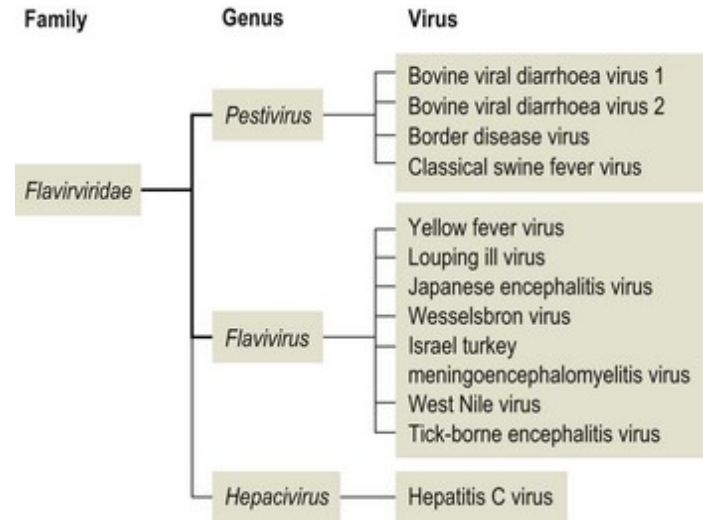 Family Genus Virus
Bovine viral diarrhoea virus 1
Bovine viral diarrhoea virus 2
Pestivirus
Border disease virus
Classical swine fever virus
Flavirviridae
Yellow fever virus
Louping ill virus
Japanese encephalitis virus
Wesselsbron virus
Flavivirus
Israel turkey
meningoencephalomyelitis virus
West Nile virus
Tick-borne encephalitis virus
Hepacivirus
Hepatitis C virus